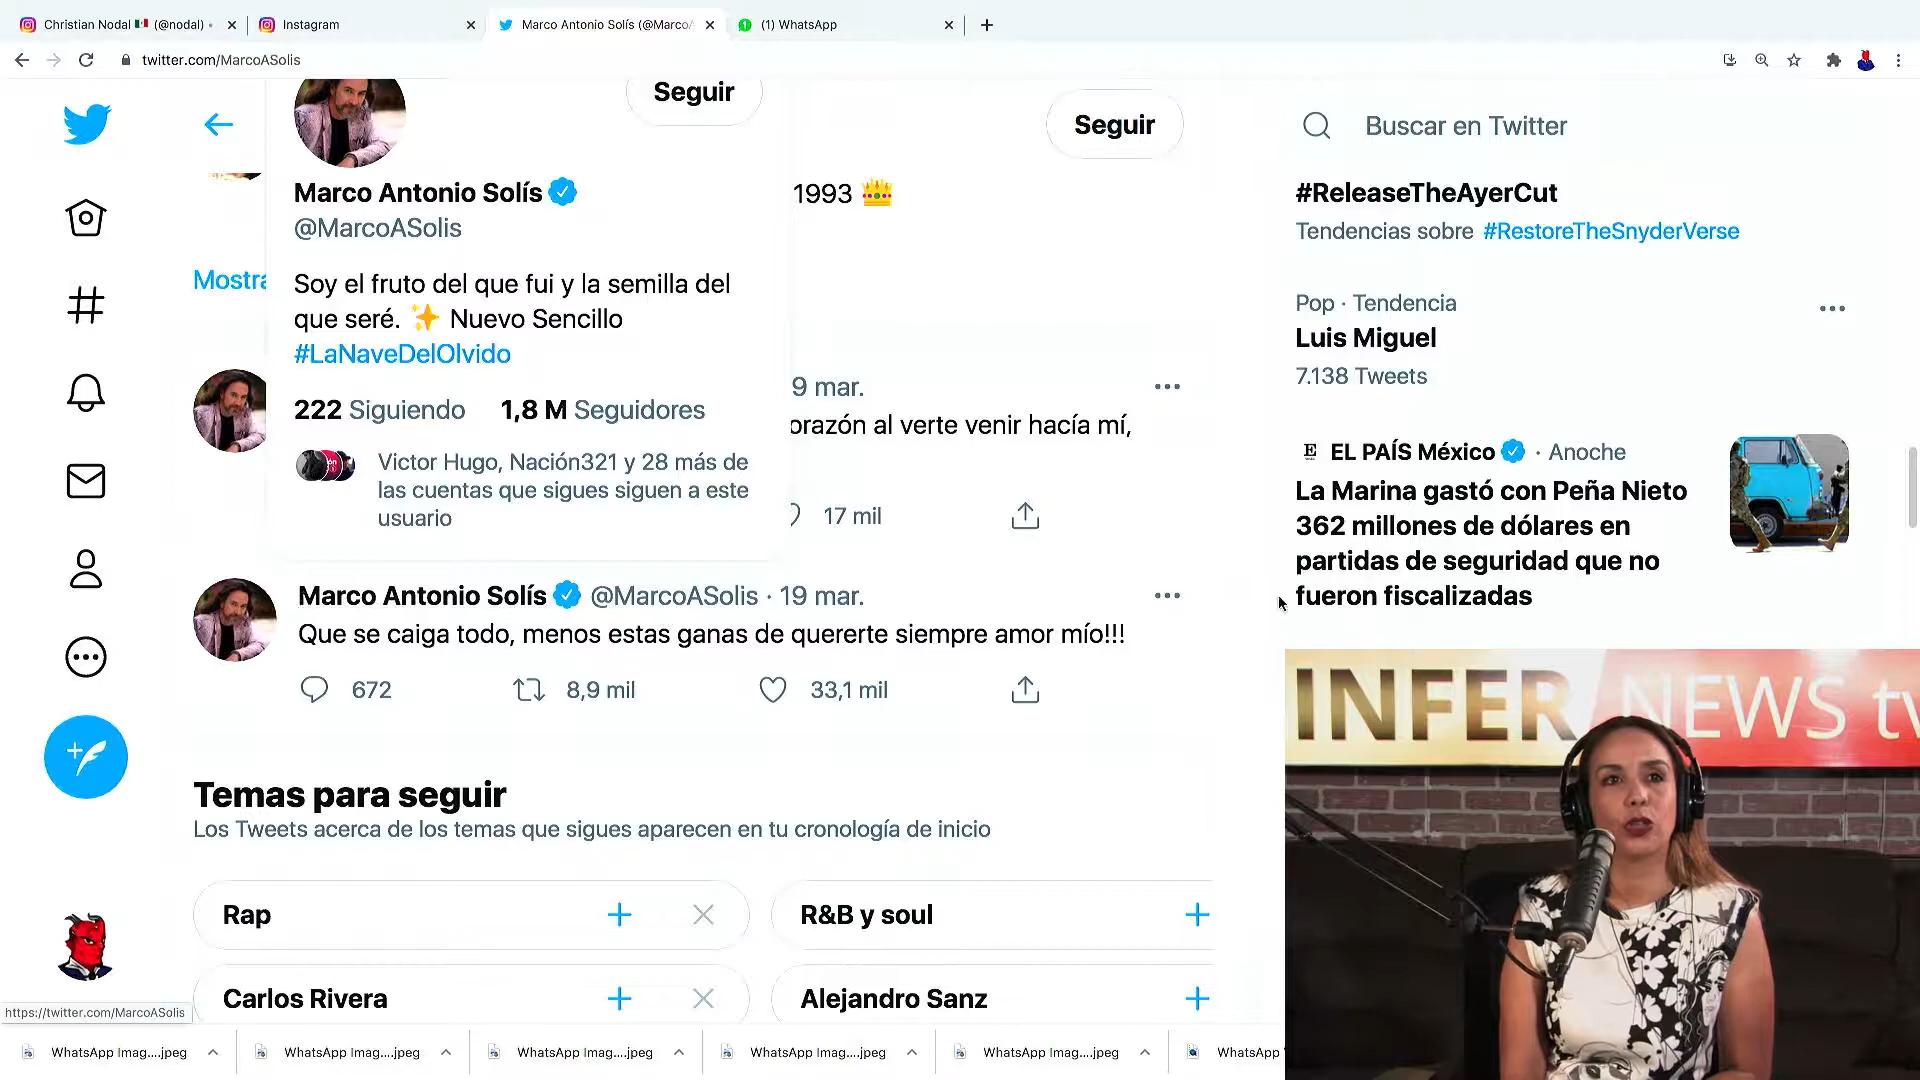 Christian Nodal 🇲🇽 (@nodal) •
Instagram
Marco Antonio Solís (@MarcoA
(1) WhatsApp
twitter.com/MarcoASolis
Seguir
Seguir
Buscar en Twitter
Marco Antonio Solís
@MarcoASolis
1993 👑
Mostra
Soy el fruto del que fui y la semilla del
que seré. ✨ Nuevo Sencillo
#LaNaveDelOlvido
222 Siguiendo 1,8 M Seguidores
Victor Hugo, Nación321 y 28 más de
las cuentas que sigues siguen a este
usuario
9 mar.
orazón al verte venir hacía mí,
17 mil
Marco Antonio Solís @MarcoASolis · 19 mar.
Que se caiga todo, menos estas ganas de quererte siempre amor mío!!!
672 8,9 mil 33,1 mil
Temas para seguir
Los Tweets acerca de los temas que sigues aparecen en tu cronología de inicio
Rap
R&B y soul
Carlos Rivera
Alejandro Sanz
#ReleaseTheAyerCut
Tendencias sobre #RestoreTheSnyderVerse
Pop · Tendencia
Luis Miguel
7.138 Tweets
E EL PAÍS México · Anoche
La Marina gastó con Peña Nieto
362 millones de dólares en
partidas de seguridad que no
fueron fiscalizadas
INFER NEWS tv
https://twitter.com/MarcoASolis
WhatsApp Imag....jpeg
WhatsApp Imag....jpeg
WhatsApp Imag....jpeg
WhatsApp Imag....jpeg
WhatsApp Imag....jpeg
WhatsApp